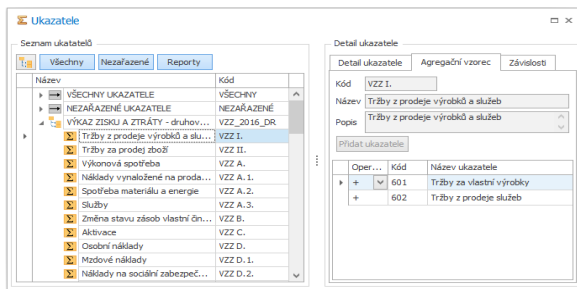 Ukazatele
Seznam ukatatelů
Všechny Nezařazené Reporty
Název Kód
VŠECHNY UKAZATELE VŠECHNY
NEZAŘAZENÉ UKAZATELE NEZAŘAZENÉ
VÝKAZ ZISKU A ZTRÁTY - druhov... VZZ_2016_DR.
Tržby z prodeje výrobků a slu... VZZ I.
Tržby za prodej zboží VZZ II.
Výkonová spotřeba VZZ A.
Náklady vynaložené na proda... VZZ A.1.
Spotřeba materiálu a energie VZZ A.2.
Služby VZZ A.3.
Změna stavu zásob vlastní čin... VZZ B.
Aktivace VZZ C.
Osobní náklady VZZ D.
Mzdové náklady VZZ D.1.
Náklady na sociální zabezpeč... VZZ D.2.
Detail ukazatele
Detail ukazatele Agregační vzorec Závislosti
Kód VZZ I.
Název Tržby z prodeje výrobků a služeb
Popis Tržby z prodeje výrobků a služeb
Přidat ukazatele
Oper... Kód Název ukazatele
+ 601 Tržby za vlastní výrobky
+ 602 Tržby z prodeje služeb